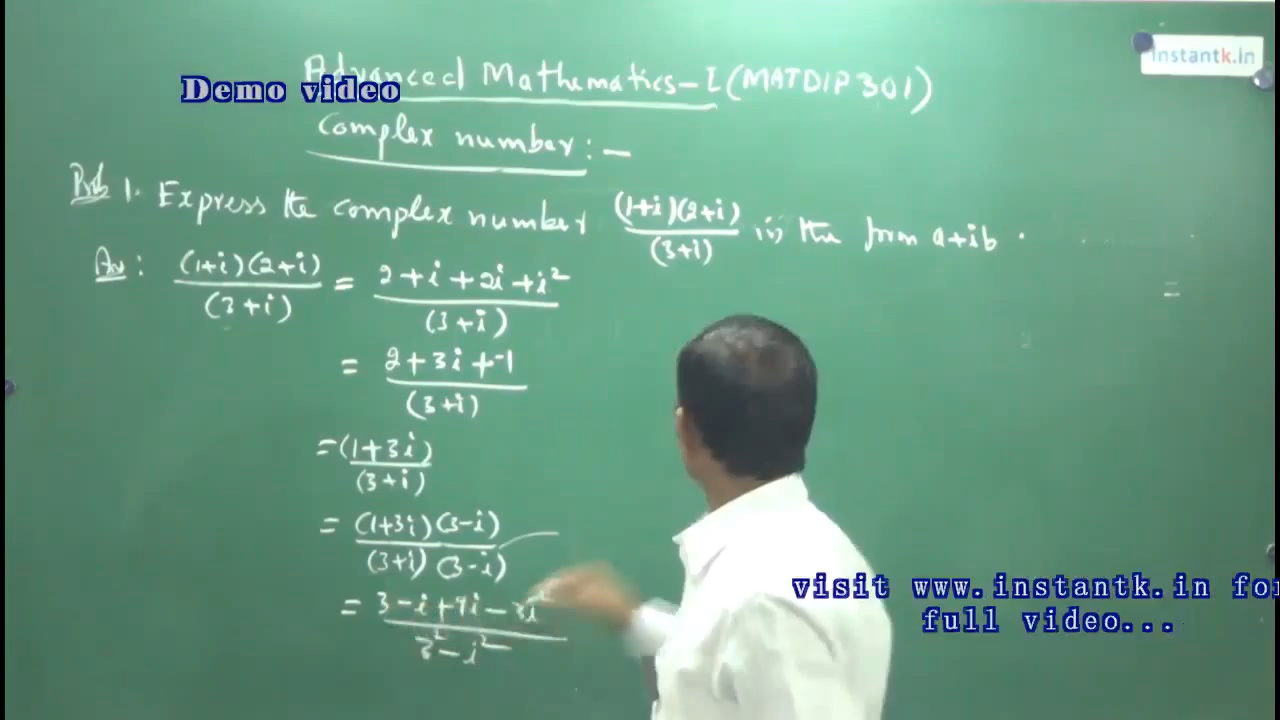 Advanced Mathematics-I (MATDIP 301)
Demo video
instantk.in
Complex number:-
Prob 1. Express the complex number (1+i)(2+i)/(3+i) in the form a+ib.
Ans: (1+i)(2+i)/(3+i) = 2+i+2i+i²/(3+i)
=
= 2+3i+-1/(3+i)
=(1+3i)/(3+i)
= (1+3i)(3-i)/(3+i)(3-i)
= 3-i+9i-3i²/3²-i²
visit www.instantk.in for
full video...